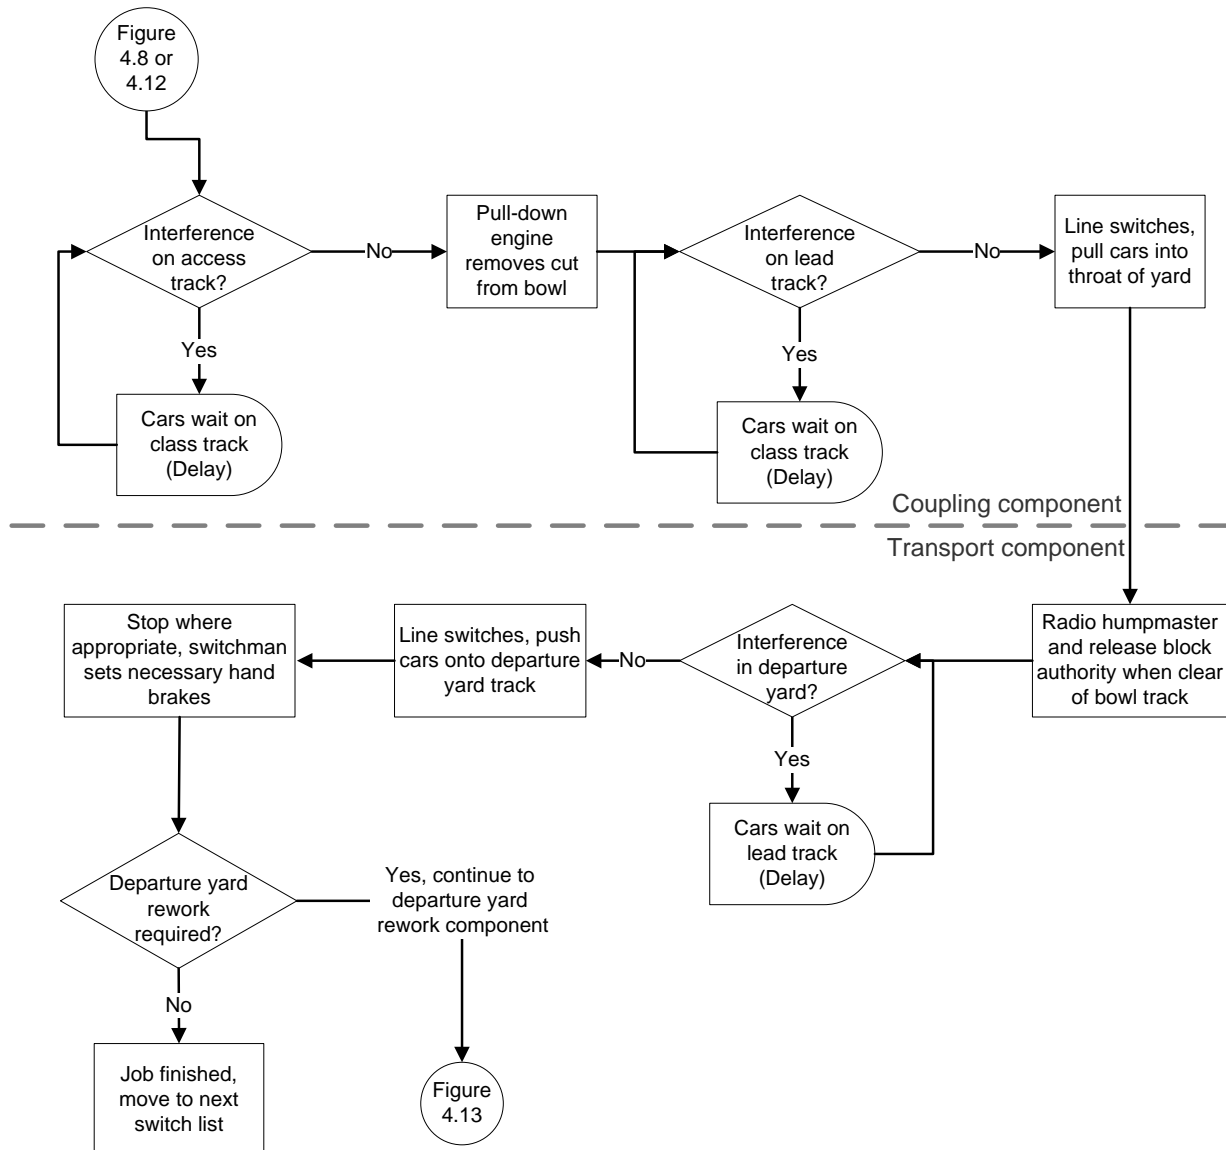 Figure
4.8 or
4.12
Interference
on access
track?
No
Pull-down
engine
removes cut
from bowl
Interference
on lead
track?
No
Line switches,
pull cars into
throat of yard
Yes
Cars wait on
class track
(Delay)
Yes
Cars wait on
class track
(Delay)
Coupling component
Transport component
Radio humpmaster
and release block
authority when clear
of bowl track
Interference
in departure
yard?
No
Line switches, push
cars onto departure
yard track
Stop where
appropriate, switchman
sets necessary hand
brakes
Yes
Cars wait on
lead track
(Delay)
Departure yard
rework
required?
Yes, continue to
departure yard
rework component
No
Job finished,
move to next
switch list
Figure
4.13